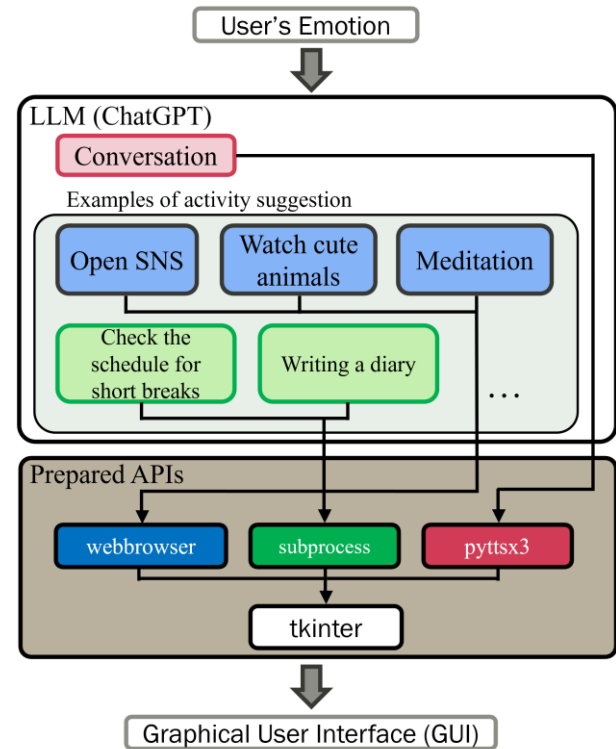 User's Emotion
LLM (ChatGPT)
Conversation
Examples of activity suggestion
Open SNS
Watch cute
animals
Meditation
Check the
schedule for
short breaks
Writing a diary
...
Prepared APIs
webbrowser
subprocess
pyttsx3
tkinter
Graphical User Interface (GUI)